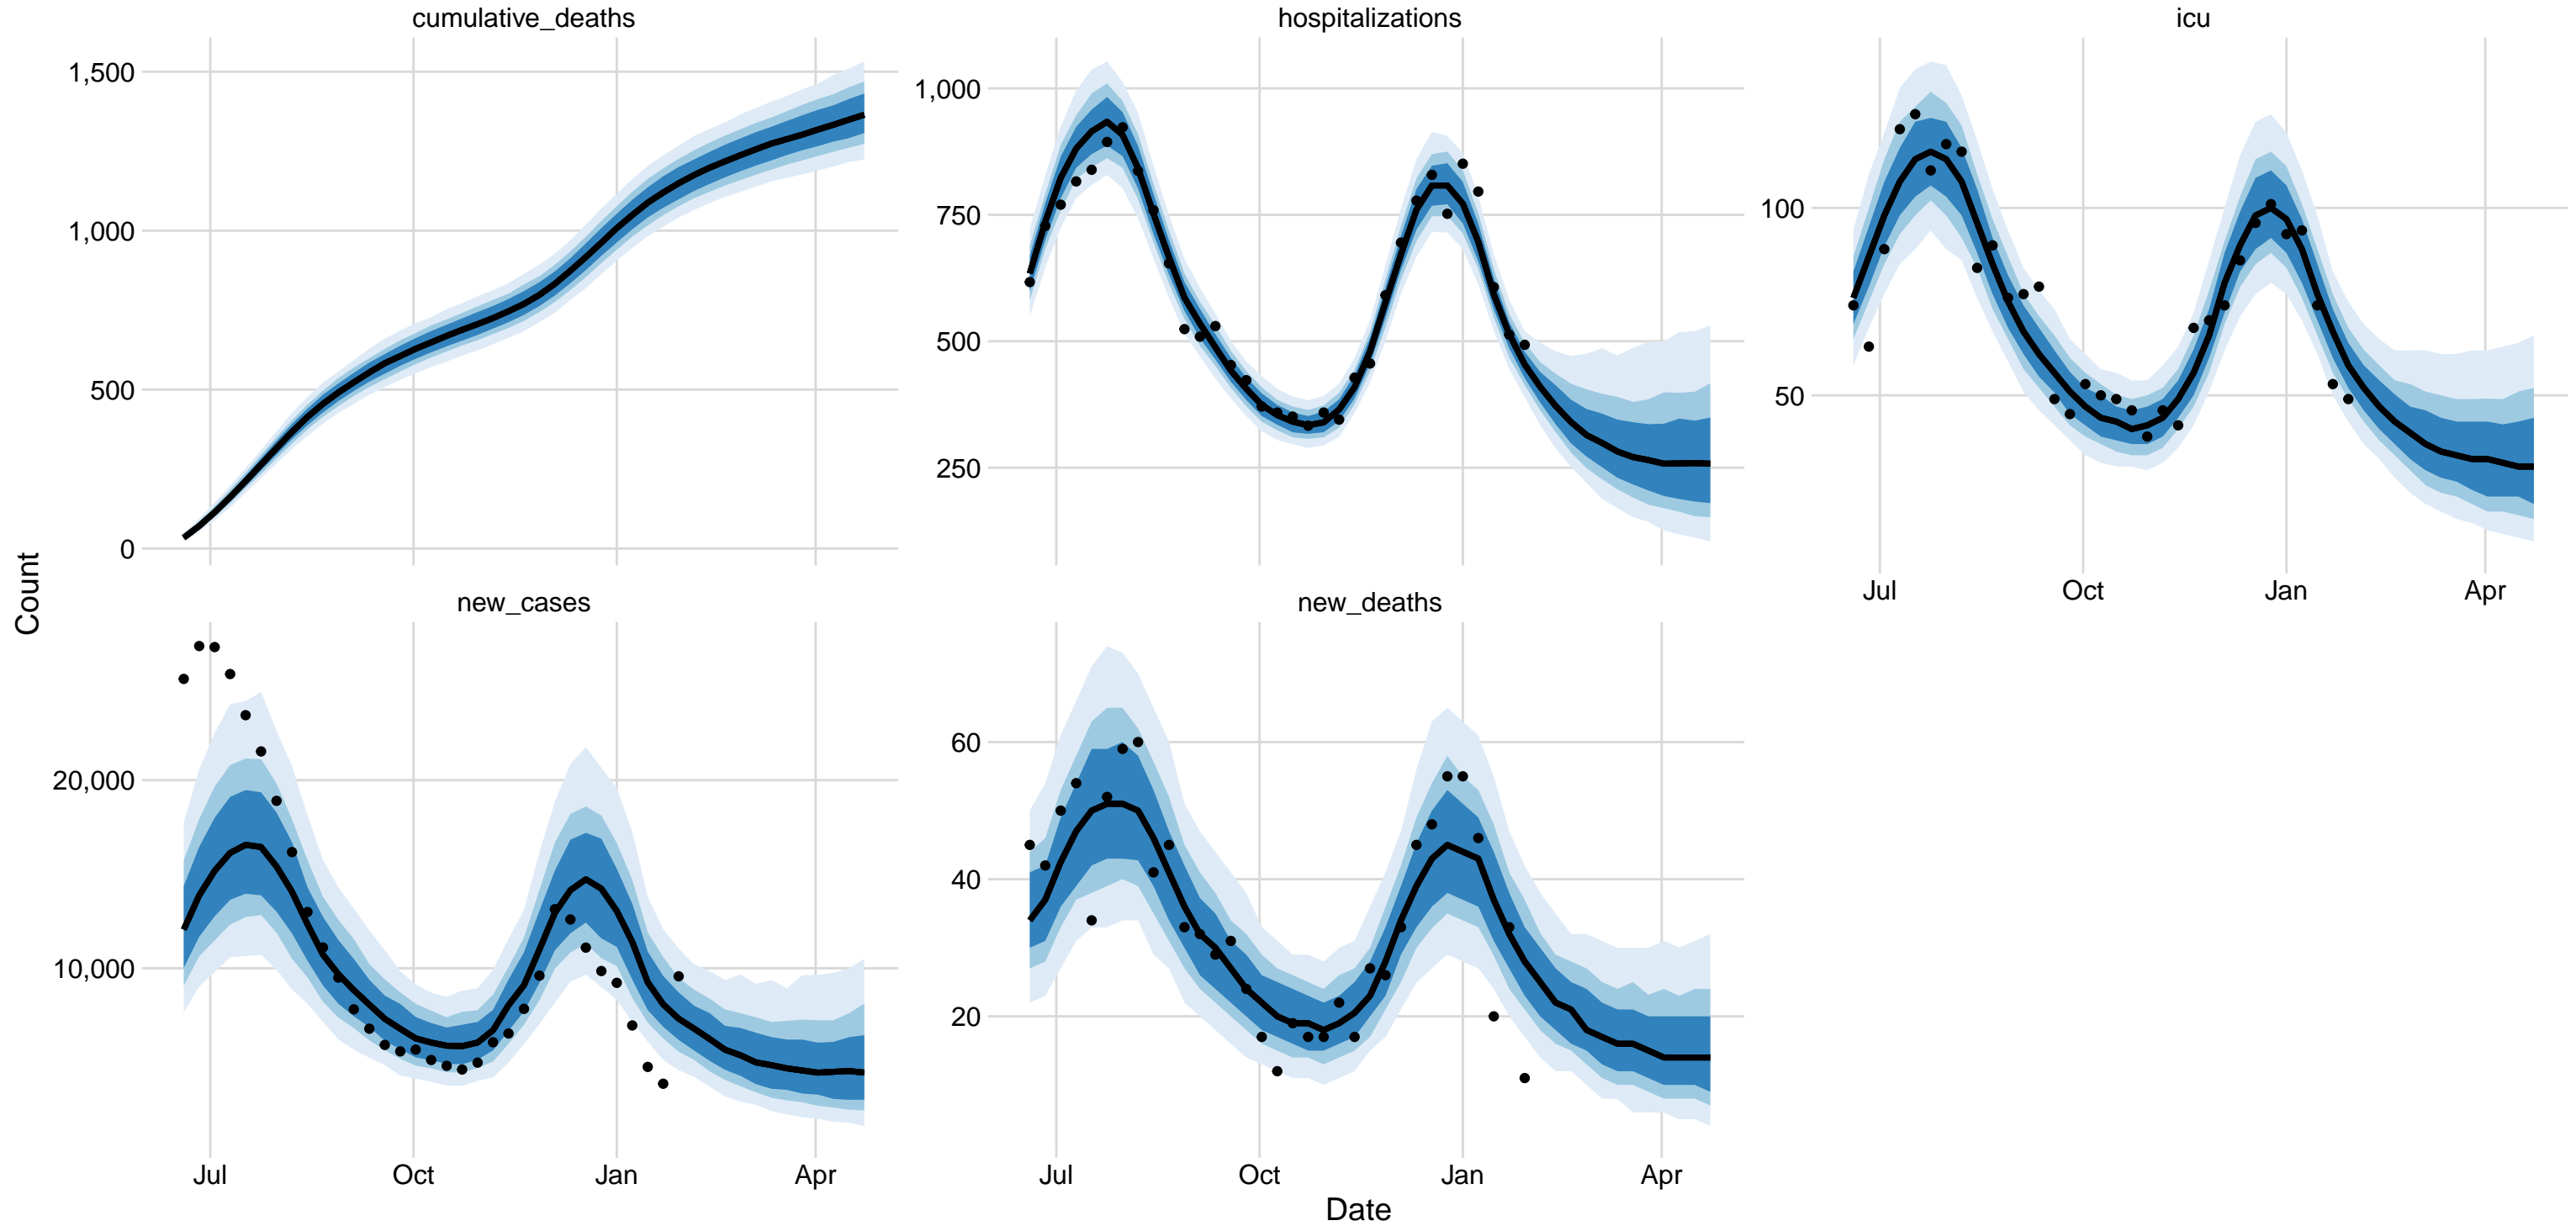 cumulative_deaths
hospitalizations
icu
1,500
1,000
500
0
1,000
750
500
250
100
50
Jul
Oct
Jan
Apr
Count
new_cases
new_deaths
20,000
10,000
60
40
20
Jul
Oct
Jan
Apr
Jul
Oct
Jan
Apr
Date